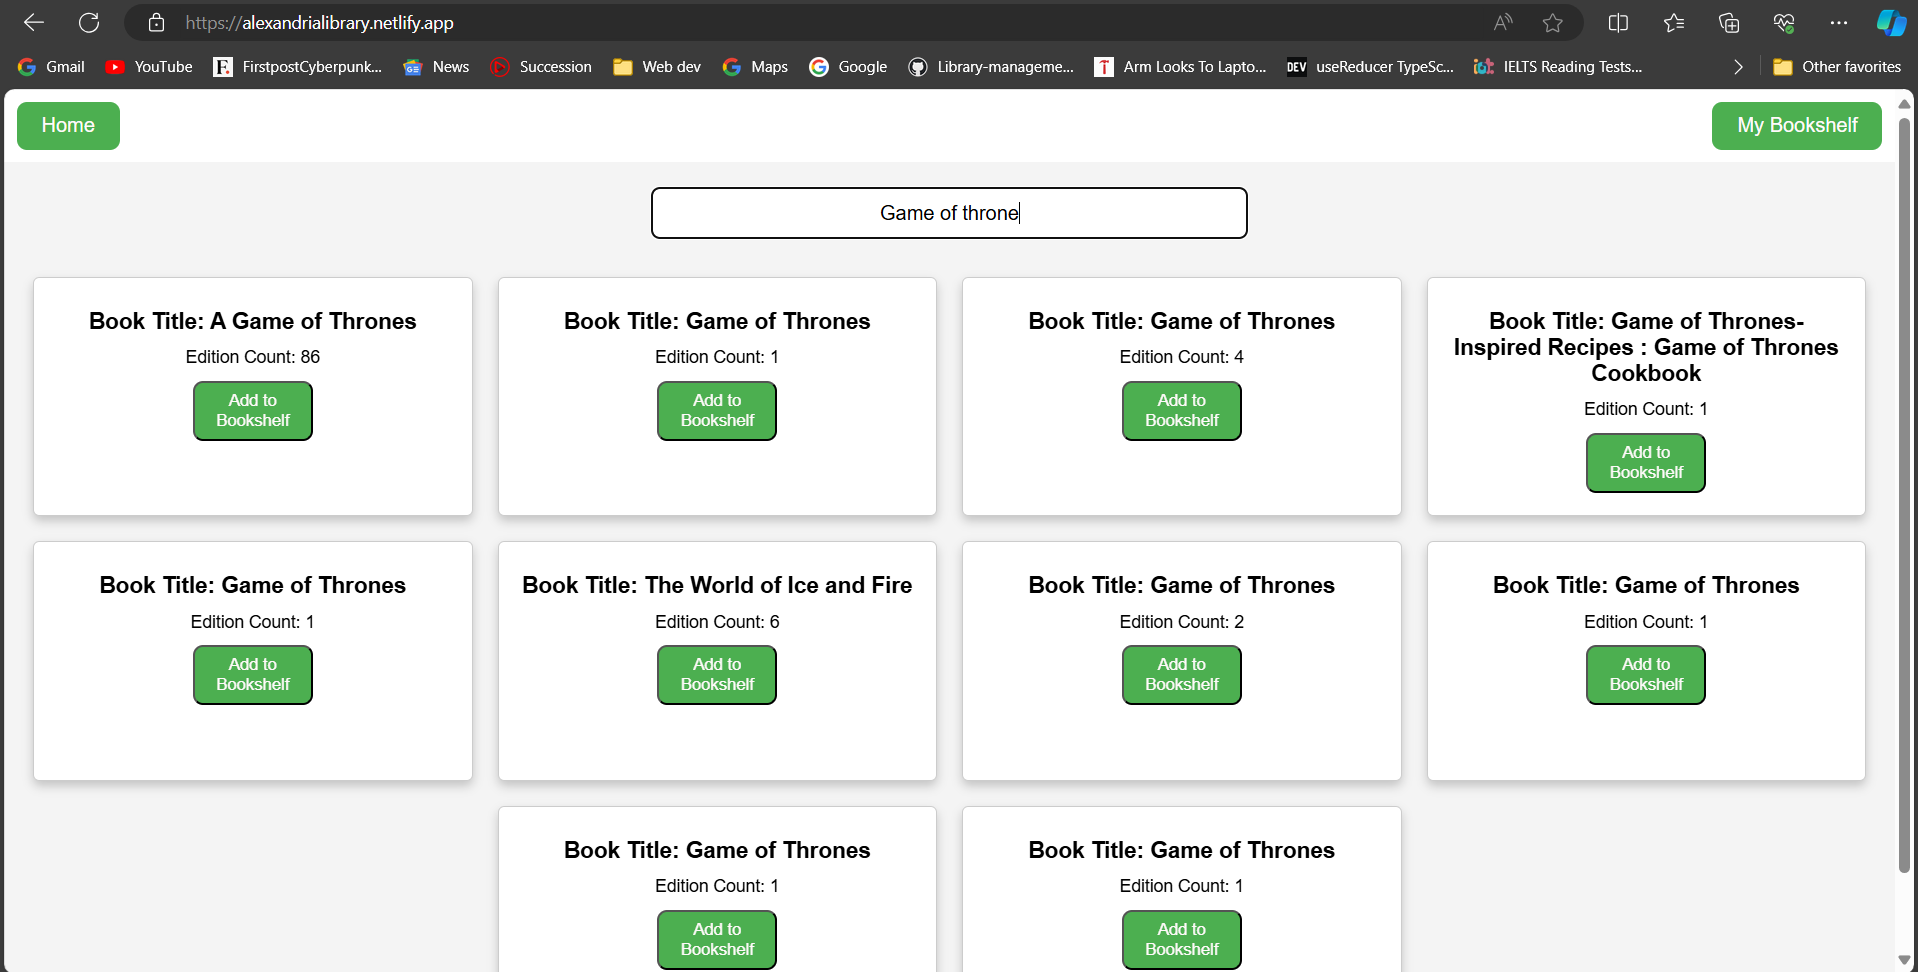 https://alexandrialibrary.netlify.app
Gmail YouTube F. FirstpostCyberpunk... News Succession Web dev Maps Google Library-manageme... T Arm Looks To Lapto... DEV useReducer TypeSc... IELTS Reading Tests... Other favorites
Home My Bookshelf
Game of throne
Book Title: A Game of Thrones
Edition Count: 86
Add to
Bookshelf
Book Title: Game of Thrones
Edition Count: 1
Add to
Bookshelf
Book Title: Game of Thrones
Edition Count: 4
Add to
Bookshelf
Book Title: Game of Thrones-
Inspired Recipes : Game of Thrones
Cookbook
Edition Count: 1
Add to
Bookshelf
Book Title: Game of Thrones
Edition Count: 1
Add to
Bookshelf
Book Title: The World of Ice and Fire
Edition Count: 6
Add to
Bookshelf
Book Title: Game of Thrones
Edition Count: 2
Add to
Bookshelf
Book Title: Game of Thrones
Edition Count: 1
Add to
Bookshelf
Book Title: Game of Thrones
Edition Count: 1
Add to
Bookshelf
Book Title: Game of Thrones
Edition Count: 1
Add to
Bookshelf